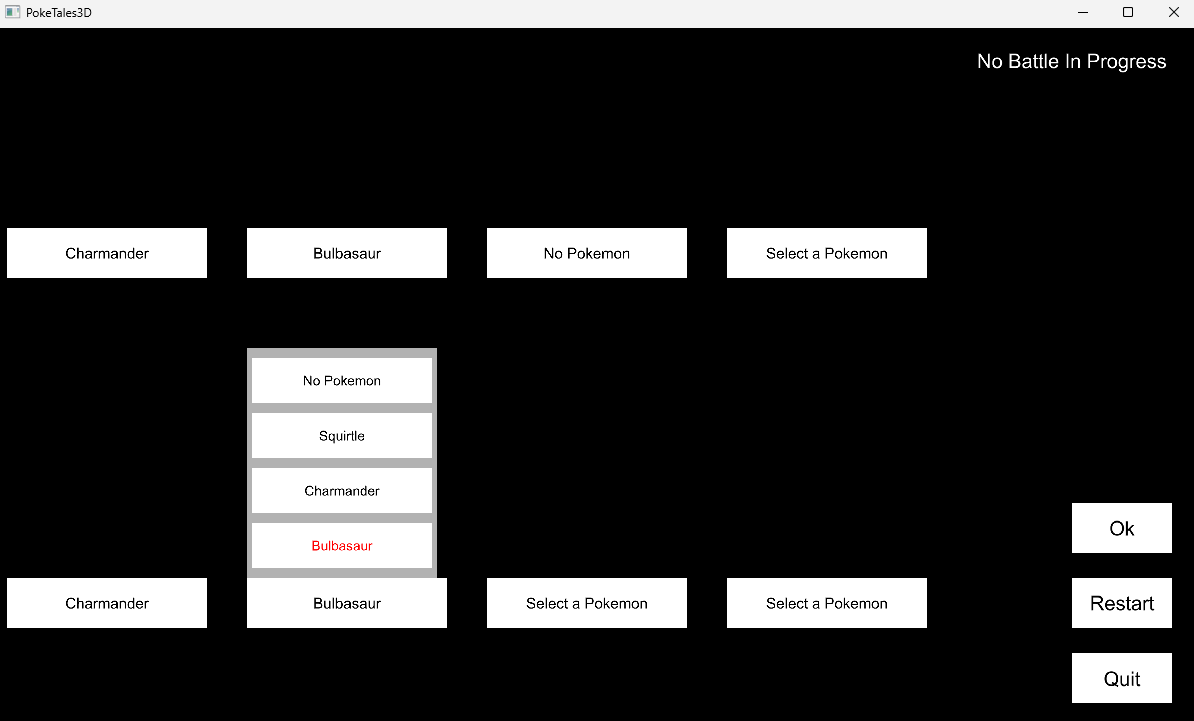 PokeTales3D
No Battle In Progress
Charmander
Bulbasaur
No Pokemon
Select a Pokemon
No Pokemon
Squirtle
Charmander
Bulbasaur
Charmander
Bulbasaur
Select a Pokemon
Select a Pokemon
Ok
Restart
Quit